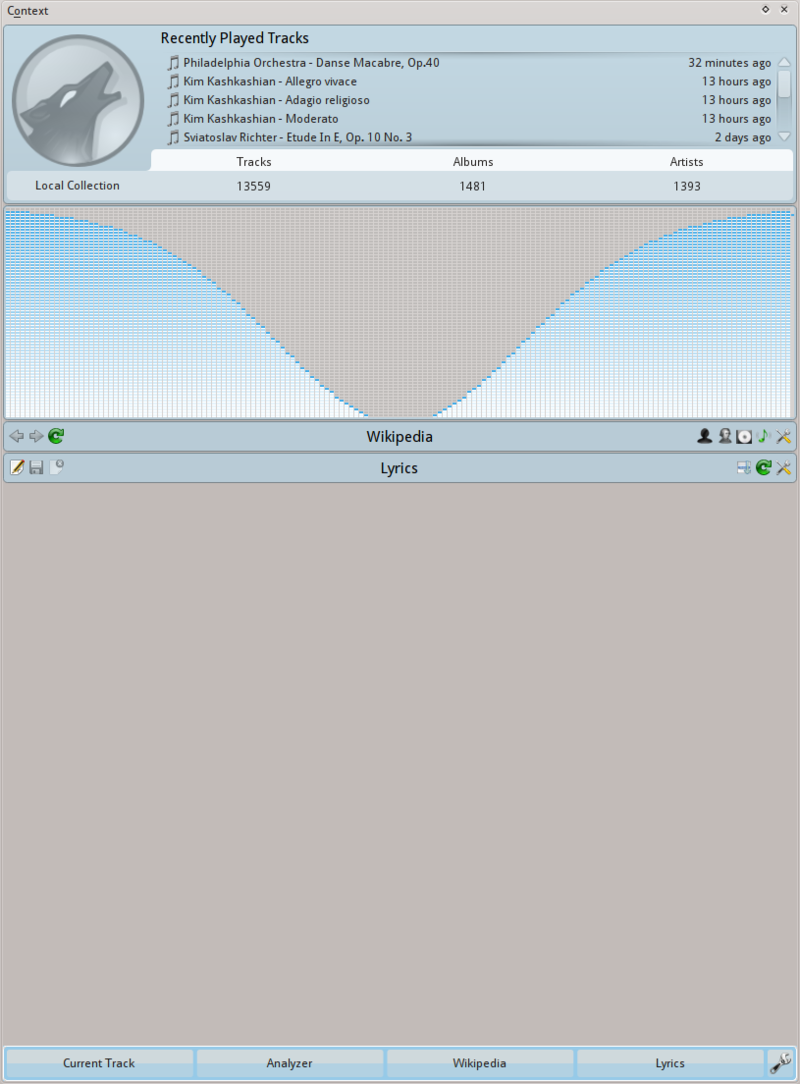 Context
Recently Played Tracks
Philadelphia Orchestra - Danse Macabre, Op.40 32 minutes ago
Kim Kashkashian - Allegro vivace 13 hours ago
Kim Kashkashian - Adagio religioso 13 hours ago
Kim Kashkashian - Moderato 13 hours ago
Sviatoslav Richter - Etude In E, Op. 10 No. 3 2 days ago
Tracks Albums Artists
Local Collection 13559 1481 1393
Wikipedia
Lyrics
Current Track Analyzer Wikipedia Lyrics